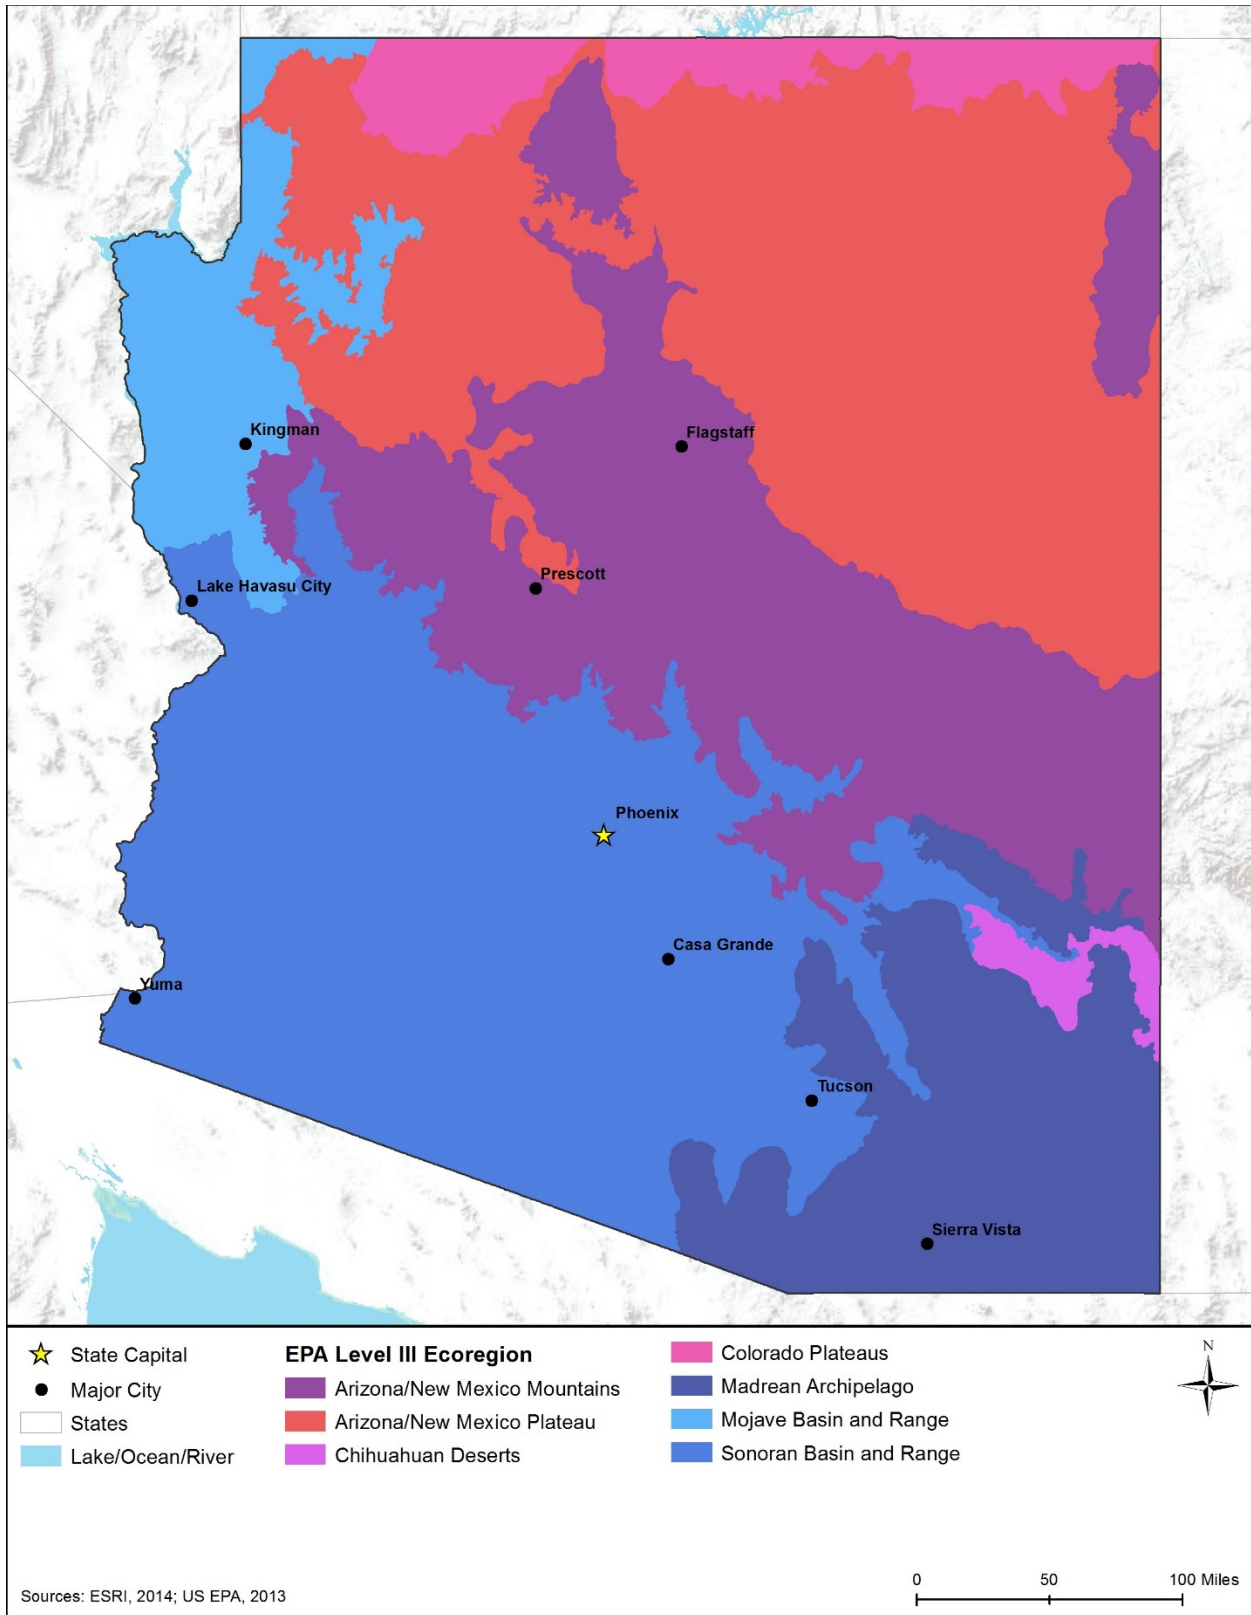 Kingman
Flagstaff
Prescott
Lake Havasu City
Phoenix
Casa Grande
Yuma
Tucson
Sierra Vista
State Capital
Major City
States
Lake/Ocean/River
EPA Level III Ecoregion
Arizona/New Mexico Mountains
Arizona/New Mexico Plateau
Chihuahuan Deserts
Colorado Plateaus
Madrean Archipelago
Mojave Basin and Range
Sonoran Basin and Range
N
Sources: ESRI, 2014; US EPA, 2013
0 50 100 Miles